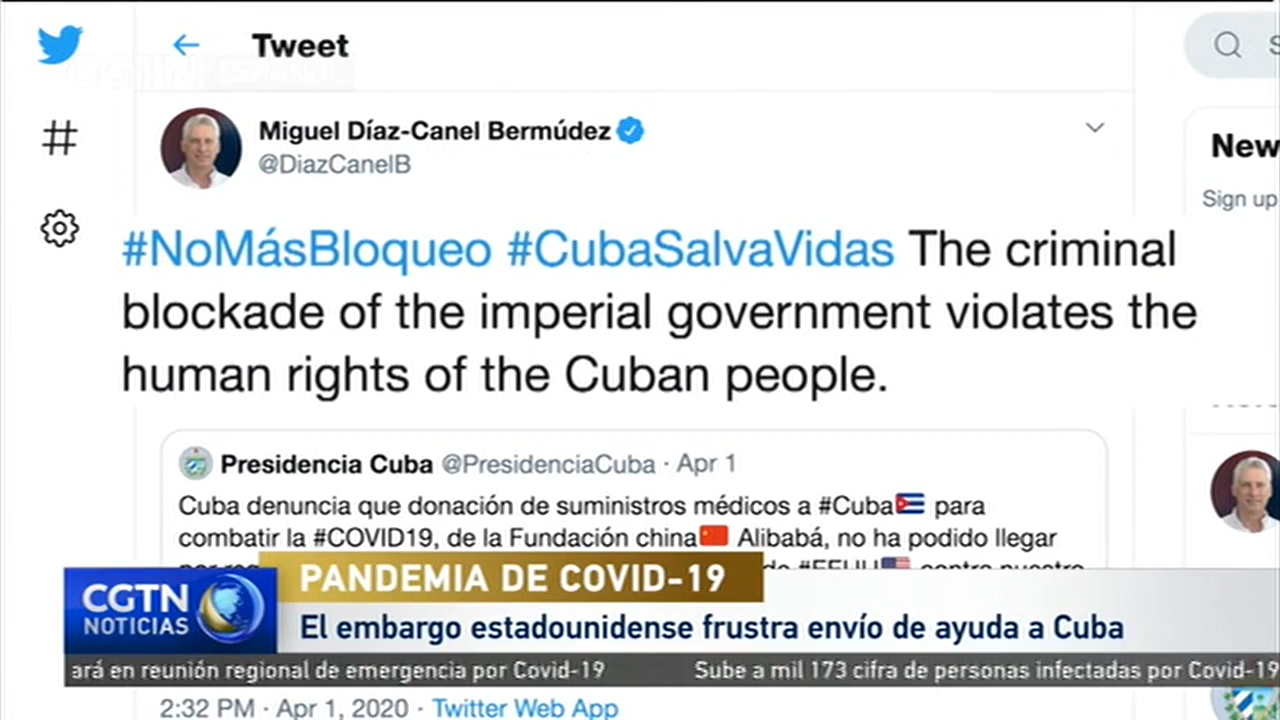 Tweet
Miguel Díaz-Canel Bermúdez
@DiazCanelB
New
Sign up
#NoMásBloqueo #CubaSalvaVidas The criminal
blockade of the imperial government violates the
human rights of the Cuban people.
Presidencia Cuba @PresidenciaCuba · Apr 1
Cuba denuncia que donación de suministros médicos a #Cuba🇨🇺 para
combatir la #COVID19, de la Fundación china🇨🇳 Alibabá, no ha podido llegar
PANDEMIA DE COVID-19
CGTN
NOTICIAS
El embargo estadounidense frustra envío de ayuda a Cuba
ará en reunión regional de emergencia por Covid-19 Sube a mil 173 cifra de personas infectadas por Covid-19
2:32 PM · Apr 1, 2020 · Twitter Web App